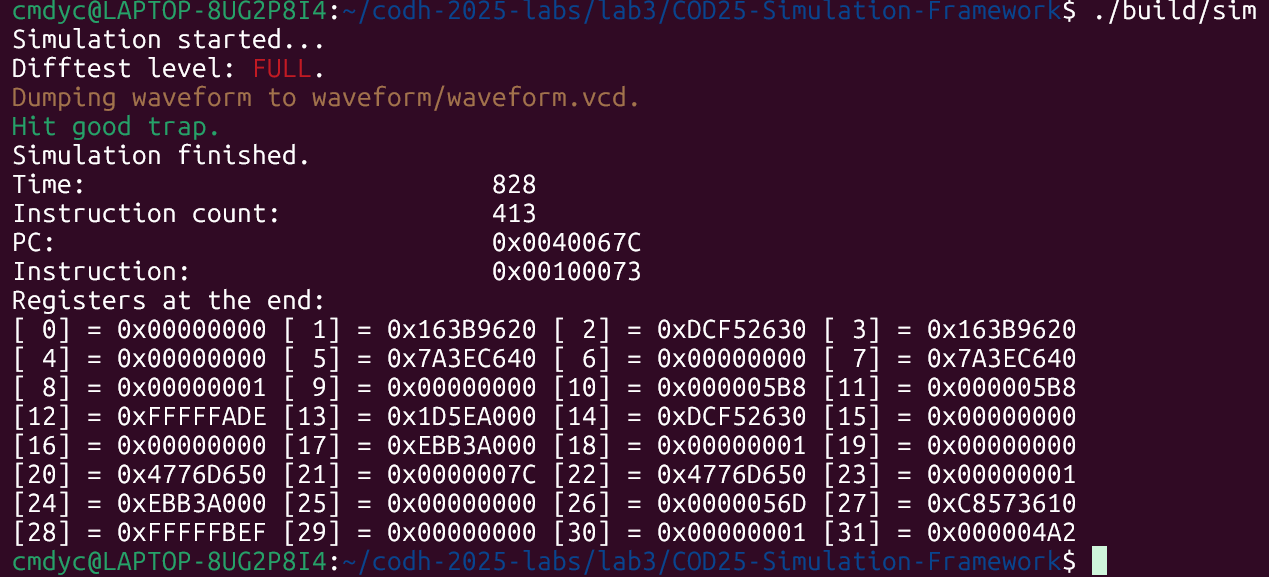 cmdyc@LAPTOP-8UG2P8I4:~/codh-2025-labs/lab3/COD25-Simulation-Framework$ ./build/sim
Simulation started...
Difftest level: FULL.
Dumping waveform to waveform/waveform.vcd.
Hit good trap.
Simulation finished.
Time: 828
Instruction count: 413
PC: 0x0040067C
Instruction: 0x00100073
Registers at the end:
[ 0] = 0x00000000 [ 1] = 0x163B9620 [ 2] = 0xDCF52630 [ 3] = 0x163B9620
[ 4] = 0x00000000 [ 5] = 0x7A3EC640 [ 6] = 0x00000000 [ 7] = 0x7A3EC640
[ 8] = 0x00000001 [ 9] = 0x00000000 [10] = 0x000005B8 [11] = 0x000005B8
[12] = 0xFFFFFADE [13] = 0x1D5EA000 [14] = 0xDCF52630 [15] = 0x00000000
[16] = 0x00000000 [17] = 0xEBB3A000 [18] = 0x00000001 [19] = 0x00000000
[20] = 0x4776D650 [21] = 0x0000007C [22] = 0x4776D650 [23] = 0x00000001
[24] = 0xEBB3A000 [25] = 0x00000000 [26] = 0x0000056D [27] = 0xC8573610
[28] = 0xFFFFFBEF [29] = 0x00000000 [30] = 0x00000001 [31] = 0x000004A2
cmdyc@LAPTOP-8UG2P8I4:~/codh-2025-labs/lab3/COD25-Simulation-Framework$